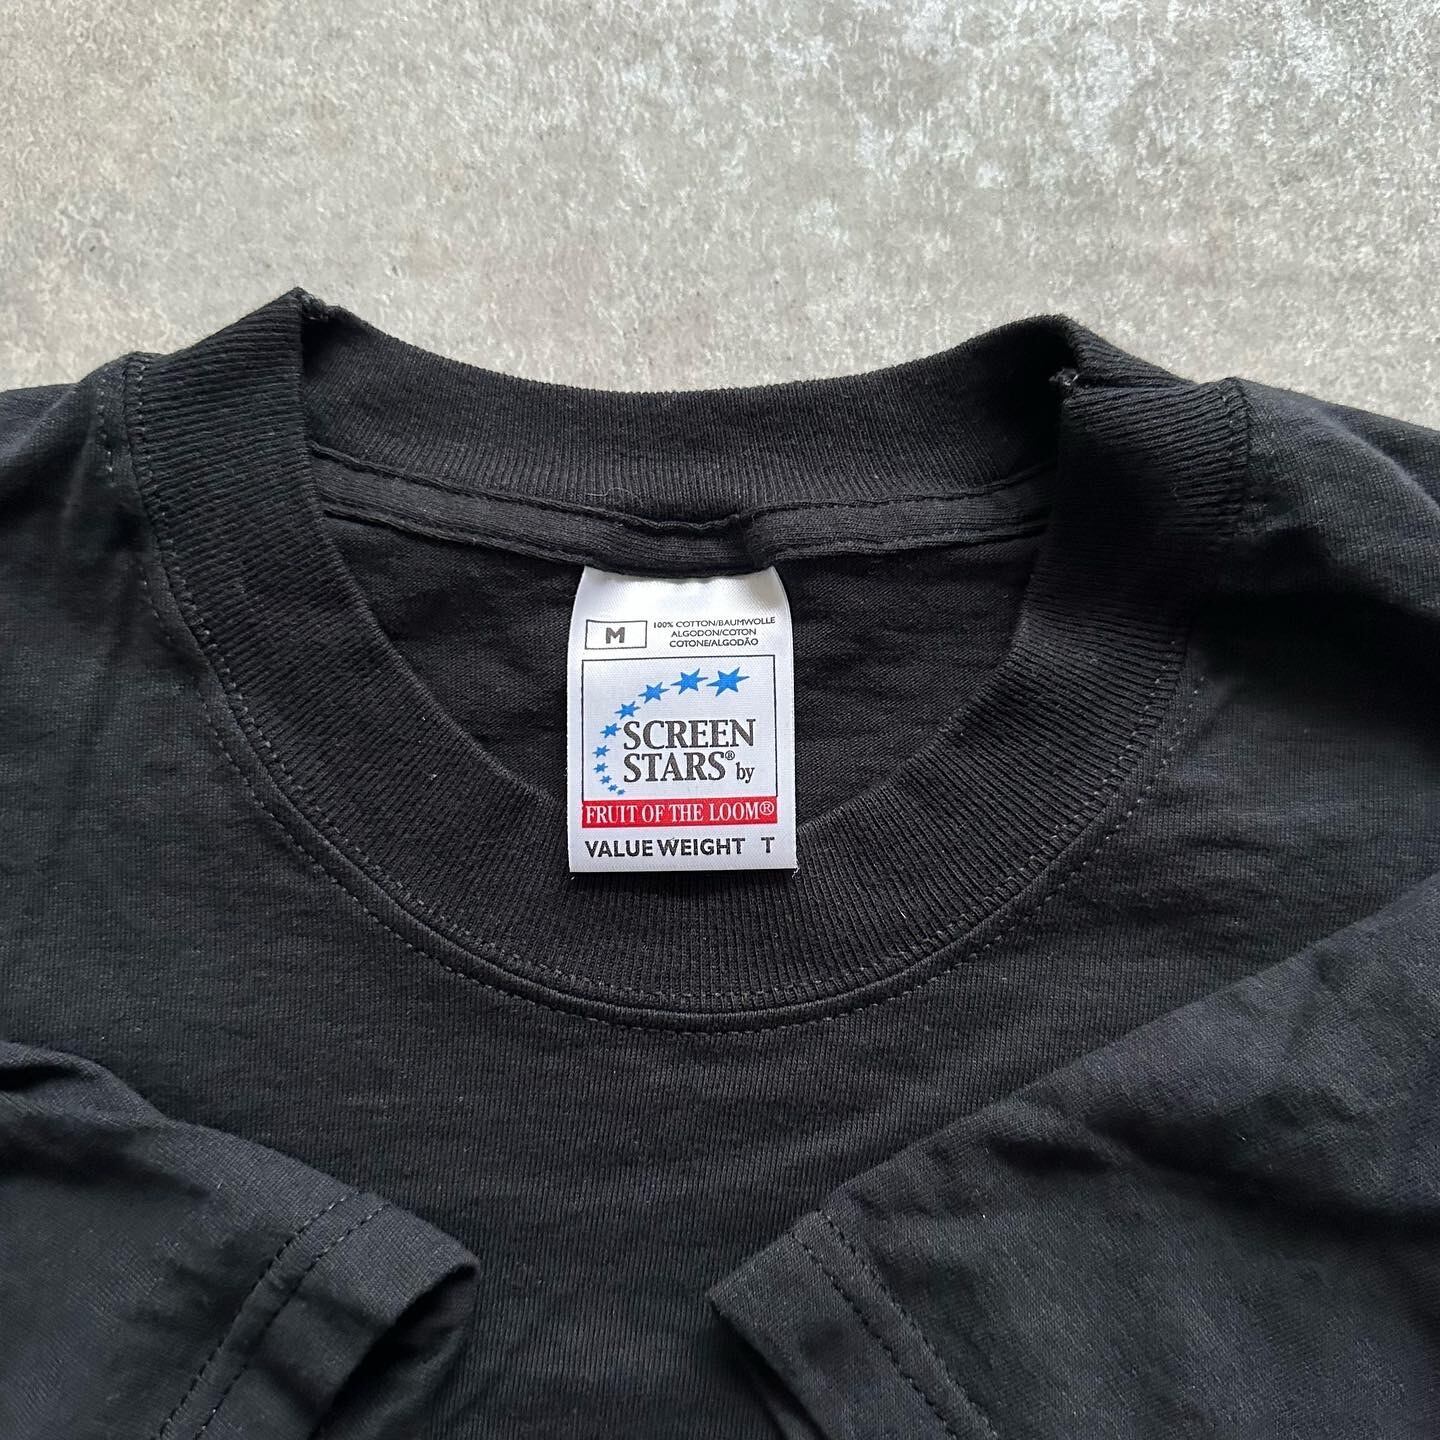 M
100% COTTON/BAUMWOLLE
ALGODON/COTON
COTONE/ALGODÃO
SCREEN
STARS® by
FRUIT OF THE LOOM®
VALUE WEIGHT T